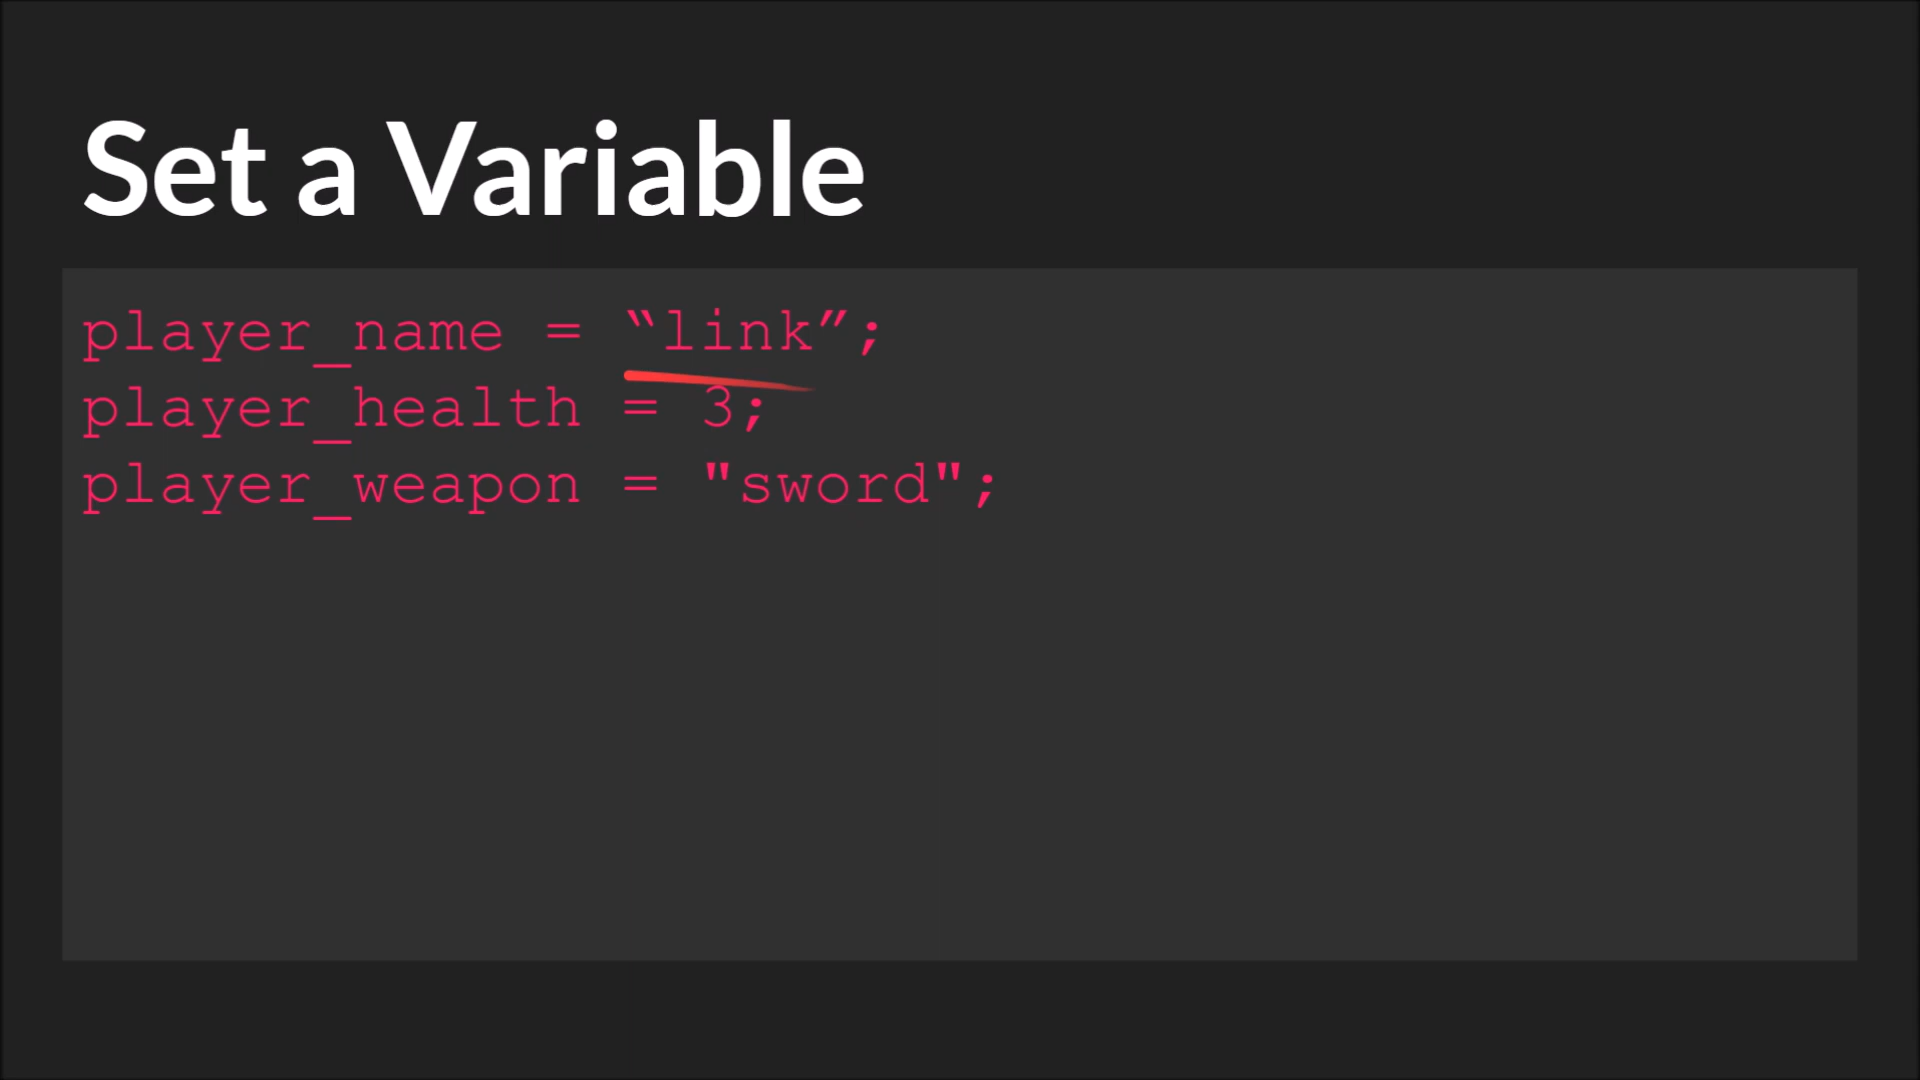 Set a Variable
player_name = “link”;
player_health = 3;
player_weapon = "sword";